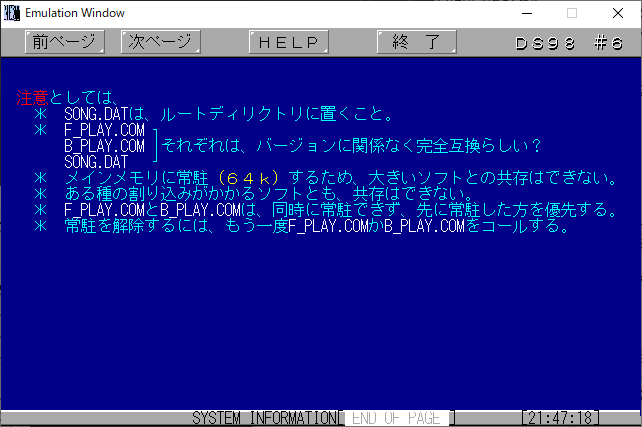 Emulation Window
前ページ 次ページ HELP 終 了 DS98 #6
注意としては、
* SONG.DATは、ルートディリクトリに置くこと。
* F_PLAY.COM
B_PLAY.COM それぞれは、バージョンに関係なく完全互換らしい？
SONG.DAT
* メインメモリに常駐(64k)するため、大きいソフトとの共存はできない。
* ある種の割り込みがかかるソフトとも、共存はできない。
* F_PLAY.COMとB_PLAY.COMは、同時に常駐できず、先に常駐した方を優先する。
* 常駐を解除するには、もう一度F_PLAY.COMかB_PLAY.COMをコールする。
SYSTEM INFORMATION[ END OF PAGE ] [21:47:18]